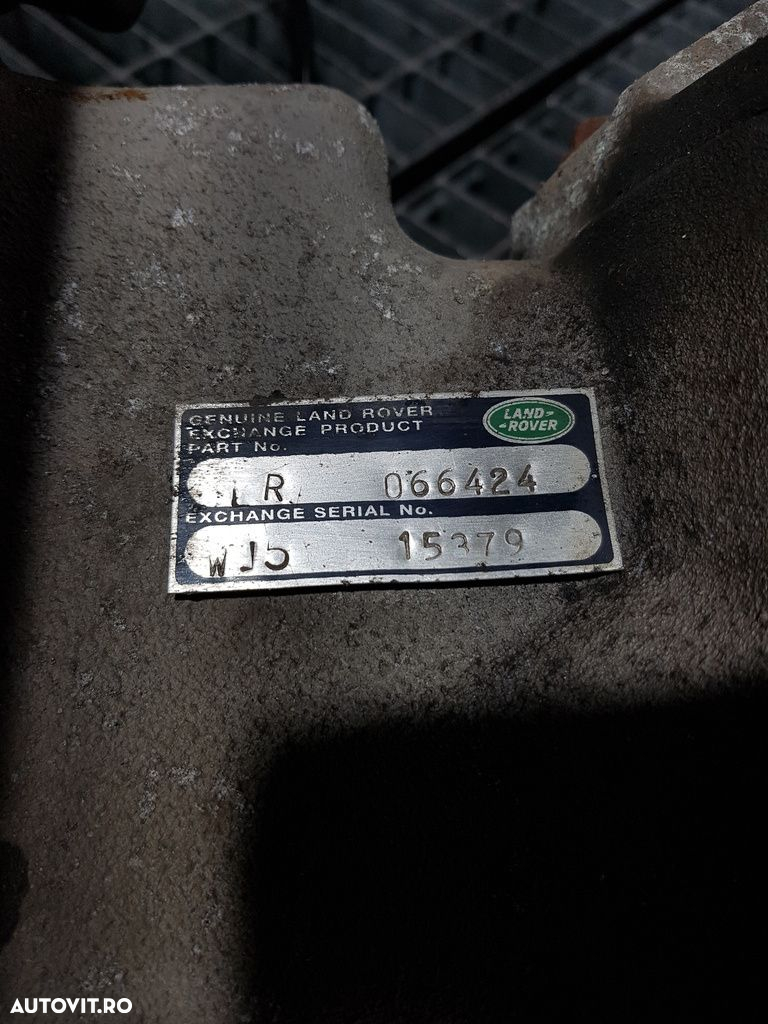 GENUINE LAND ROVER
EXCHANGE PRODUCT
PART No.
LAND-
-ROVER
LR 066424
EXCHANGE SERIAL No.
WJ5 15379
AUTOVIT.RO